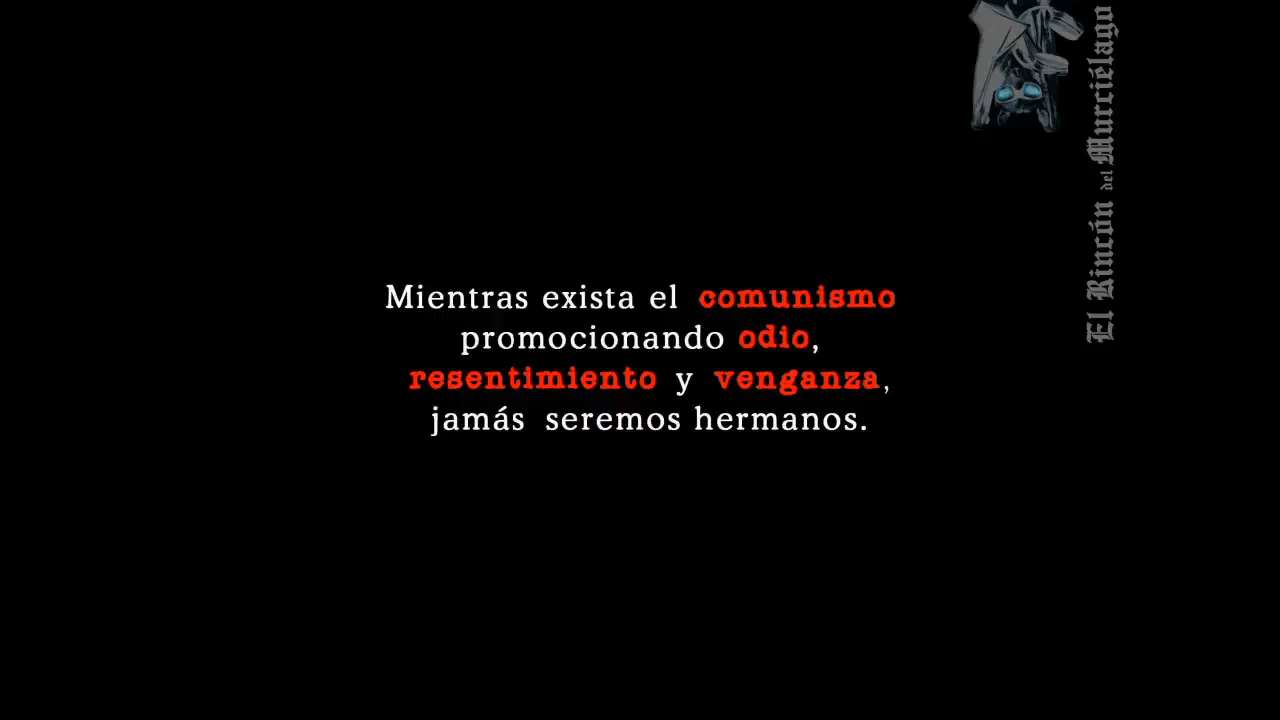 Mientras exista el comunismo
promocionando odio,
resentimiento y venganza,
jamás seremos hermanos.
El Rincón del Murciélago